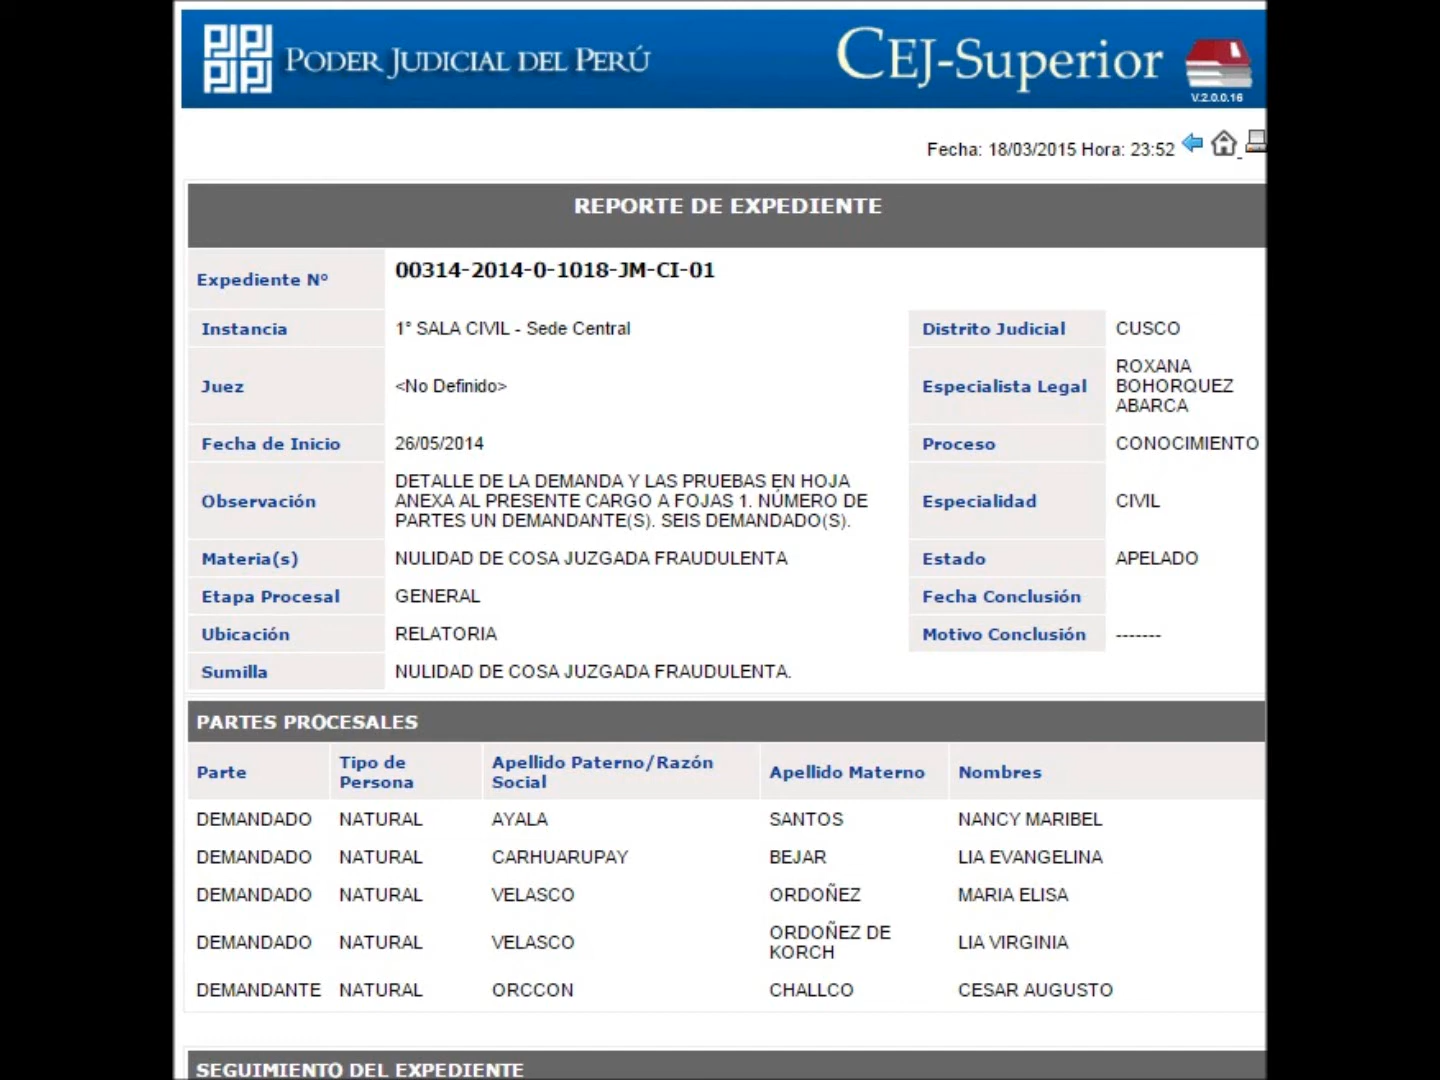 PODER JUDICIAL DEL PERÚ
CEJ-Superior
V.2.0.0.16
Fecha: 18/03/2015 Hora: 23:52
REPORTE DE EXPEDIENTE
Expediente Nº 00314-2014-0-1018-JM-CI-01
Instancia 1° SALA CIVIL - Sede Central Distrito Judicial CUSCO
Juez <No Definido> Especialista Legal ROXANA
BOHORQUEZ
ABARCA
Fecha de Inicio 26/05/2014 Proceso CONOCIMIENTO
Observación DETALLE DE LA DEMANDA Y LAS PRUEBAS EN HOJA
ANEXA AL PRESENTE CARGO A FOJAS 1. NÚMERO DE
PARTES UN DEMANDANTE(S). SEIS DEMANDADO(S).
Especialidad CIVIL
Materia(s) NULIDAD DE COSA JUZGADA FRAUDULENTA Estado APELADO
Etapa Procesal GENERAL Fecha Conclusión
Ubicación RELATORIA Motivo Conclusión -------
Sumilla NULIDAD DE COSA JUZGADA FRAUDULENTA.
PARTES PROCESALES
Parte Tipo de
Persona Apellido Paterno/Razón
Social Apellido Materno Nombres
DEMANDADO NATURAL AYALA SANTOS NANCY MARIBEL
DEMANDADO NATURAL CARHUARUPAY BEJAR LIA EVANGELINA
DEMANDADO NATURAL VELASCO ORDOÑEZ MARIA ELISA
DEMANDADO NATURAL VELASCO ORDOÑEZ DE
KORCH LIA VIRGINIA
DEMANDANTE NATURAL ORCCON CHALLCO CESAR AUGUSTO
SEGUIMIENTO DEL EXPEDIENTE